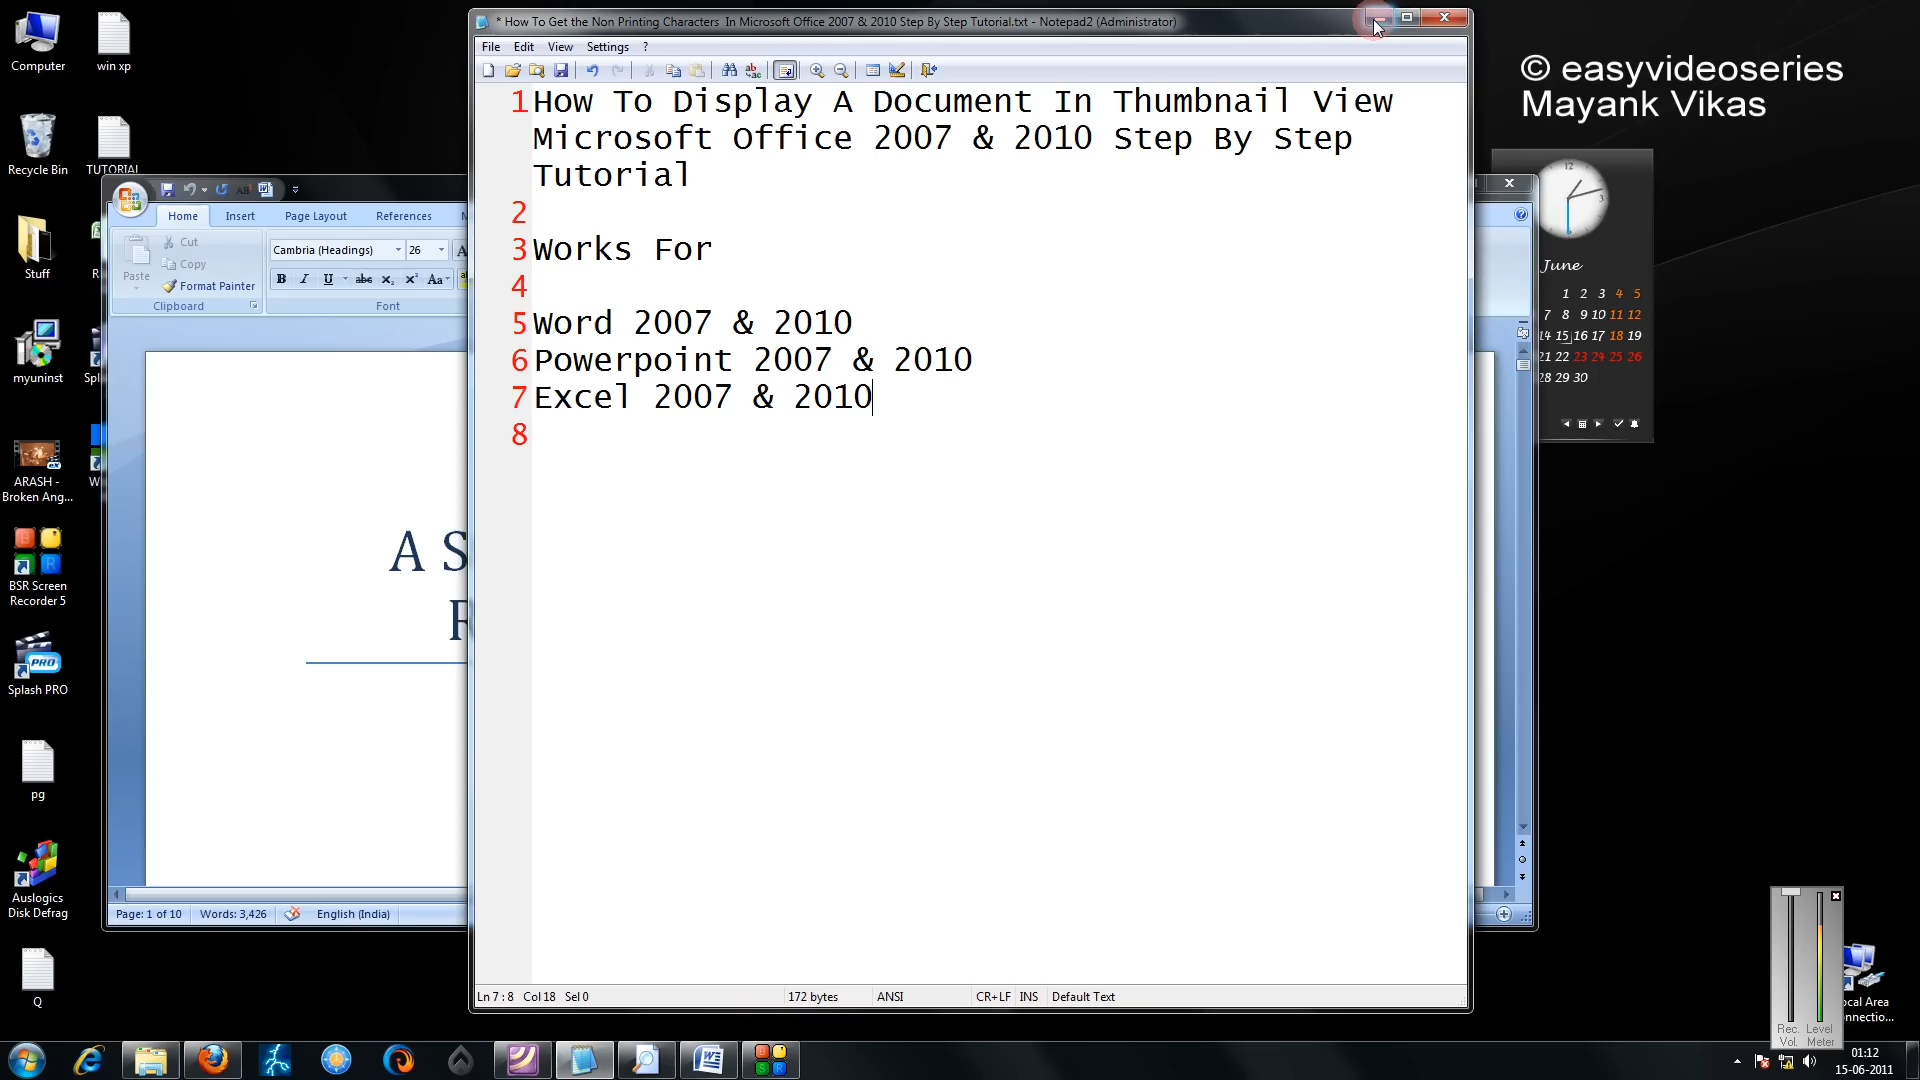 * How To Get the Non Printing Characters In Microsoft Office 2007 & 2010 Step By Step Tutorial.txt - Notepad2 (Administrator)
File Edit View Settings ?
1 How To Display A Document In Thumbnail View
Microsoft Office 2007 & 2010 Step By Step
Tutorial
2
3 Works For
4
5 Word 2007 & 2010
6 Powerpoint 2007 & 2010
7 Excel 2007 & 2010
8
Ln 7 : 8 Col 18 Sel 0 172 bytes ANSI CR+LF INS Default Text
© easyvideoseries
Mayank Vikas
Computer
win xp
Recycle Bin
TUTORIAL
Stuff
myuninst
ARASH -
Broken Ang...
BSR Screen
Recorder 5
Splash PRO
pg
Auslogics
Disk Defrag
Q
Home Insert Page Layout References
Paste
Cut
Copy
Format Painter
Clipboard
Cambria (Headings) 26
B I U abc Aa
Font
A S
Page: 1 of 10 Words: 3,426 English (India)
12
June
1 2 3 4 5
7 8 9 10 11 12
14 15 16 17 18 19
21 22 23 24 25 26
28 29 30
Rec. Level
Vol. Meter
01:12
15-06-2011